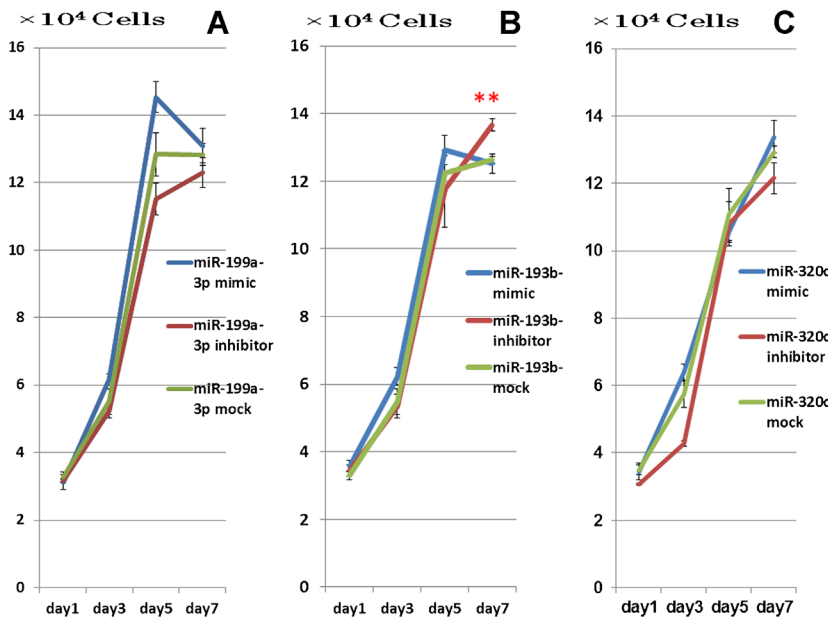 ×10⁴ Cells A
16
14
12
10
8
6
4
2
0
miR-199a-
3p mimic
miR-199a-
3p inhibitor
miR-199a-
3p mock
day1 day3 day5 day7
×10⁴ Cells B
**
16
14
12
10
8
6
4
2
0
miR-193b-
mimic
miR-193b-
inhibitor
miR-193b-
mock
day1 day3 day5 day7
×10⁴ Cells C
16
14
12
10
8
6
4
2
0
miR-320c
mimic
miR-320c
inhibitor
miR-320c
mock
day1 day3 day5 day7